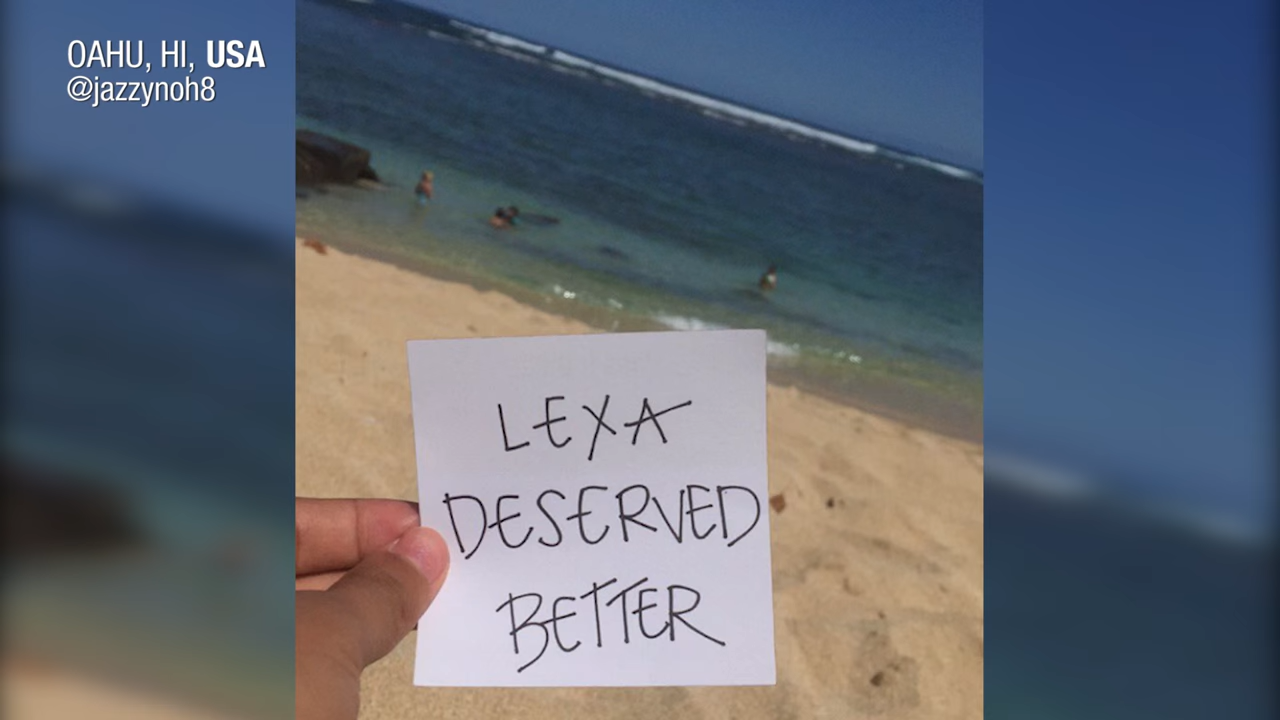 OAHU, HI, USA
@jazzynoh8
LEXA
DESERVED
BETTER